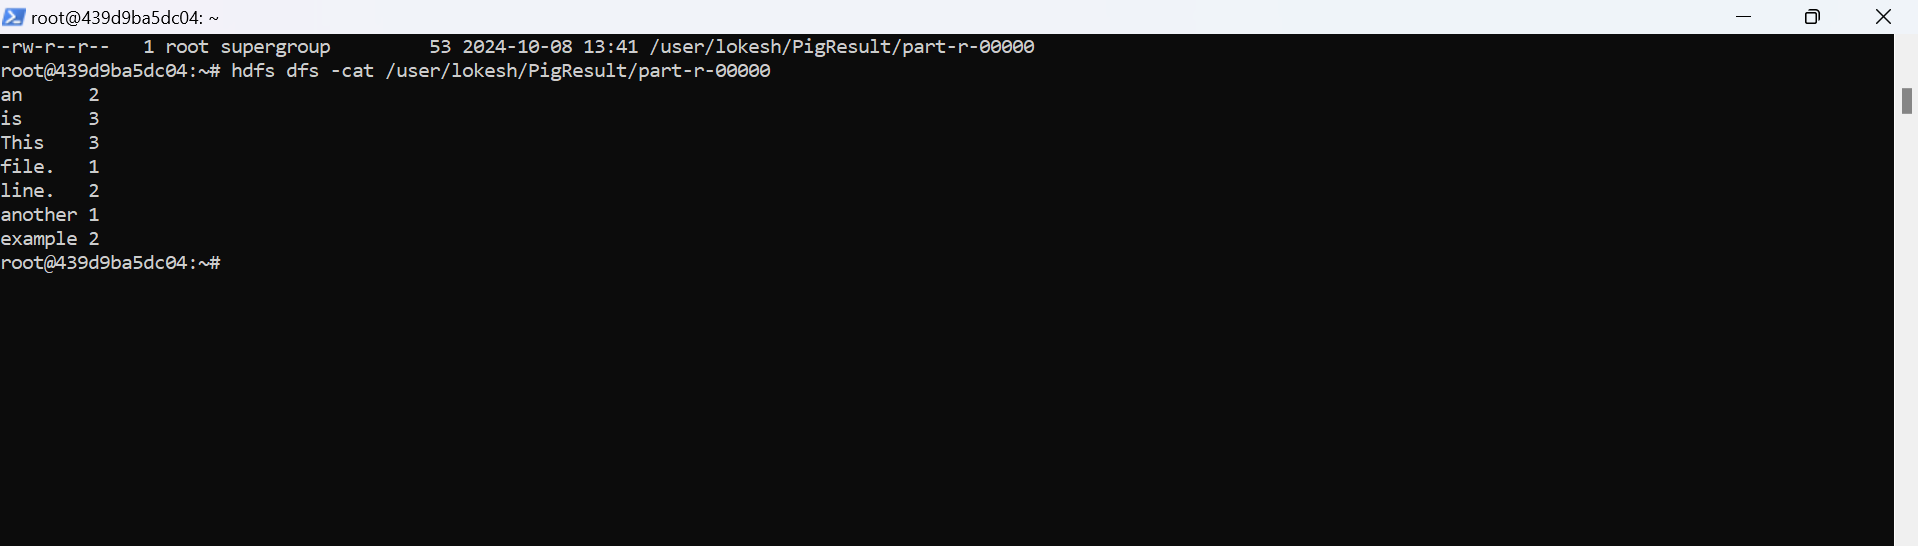 root@439d9ba5dc04: ~
-rw-r--r--   1 root supergroup         53 2024-10-08 13:41 /user/lokesh/PigResult/part-r-00000
root@439d9ba5dc04:~# hdfs dfs -cat /user/lokesh/PigResult/part-r-00000
an      2
is      3
This    3
file.   1
line.   2
another 1
example 2
root@439d9ba5dc04:~#